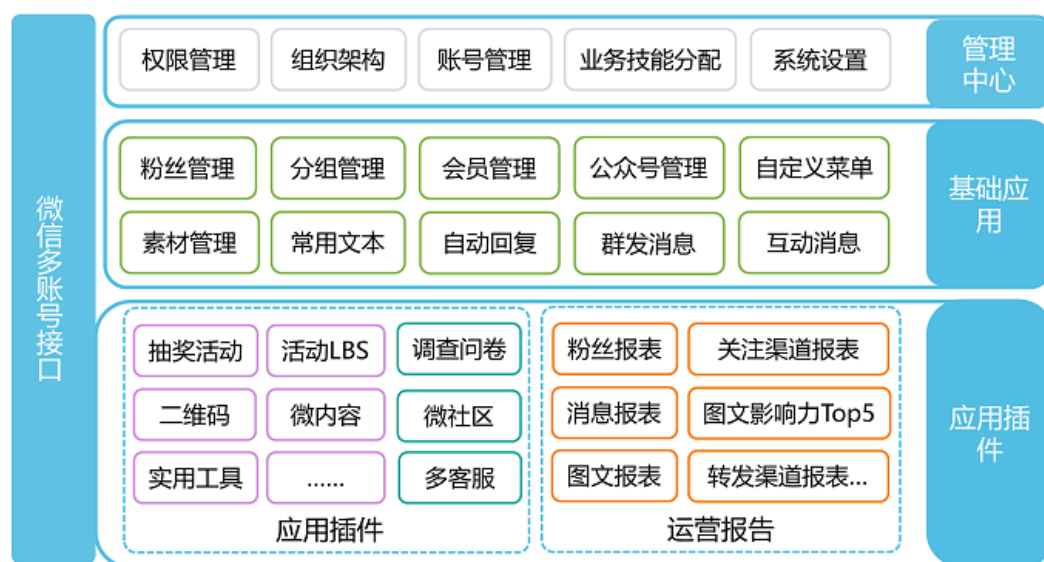 微信多账号接口
权限管理 组织架构 账号管理 业务技能分配 系统设置
管理
中心
粉丝管理 分组管理 会员管理 公众号管理 自定义菜单
素材管理 常用文本 自动回复 群发消息 互动消息
基础应
用
抽奖活动 活动LBS 调查问卷
二维码 微内容 微社区
实用工具 ...... 多客服
应用插件
粉丝报表 关注渠道报表
消息报表 图文影响力Top5
图文报表 转发渠道报表...
运营报告
应用插
件